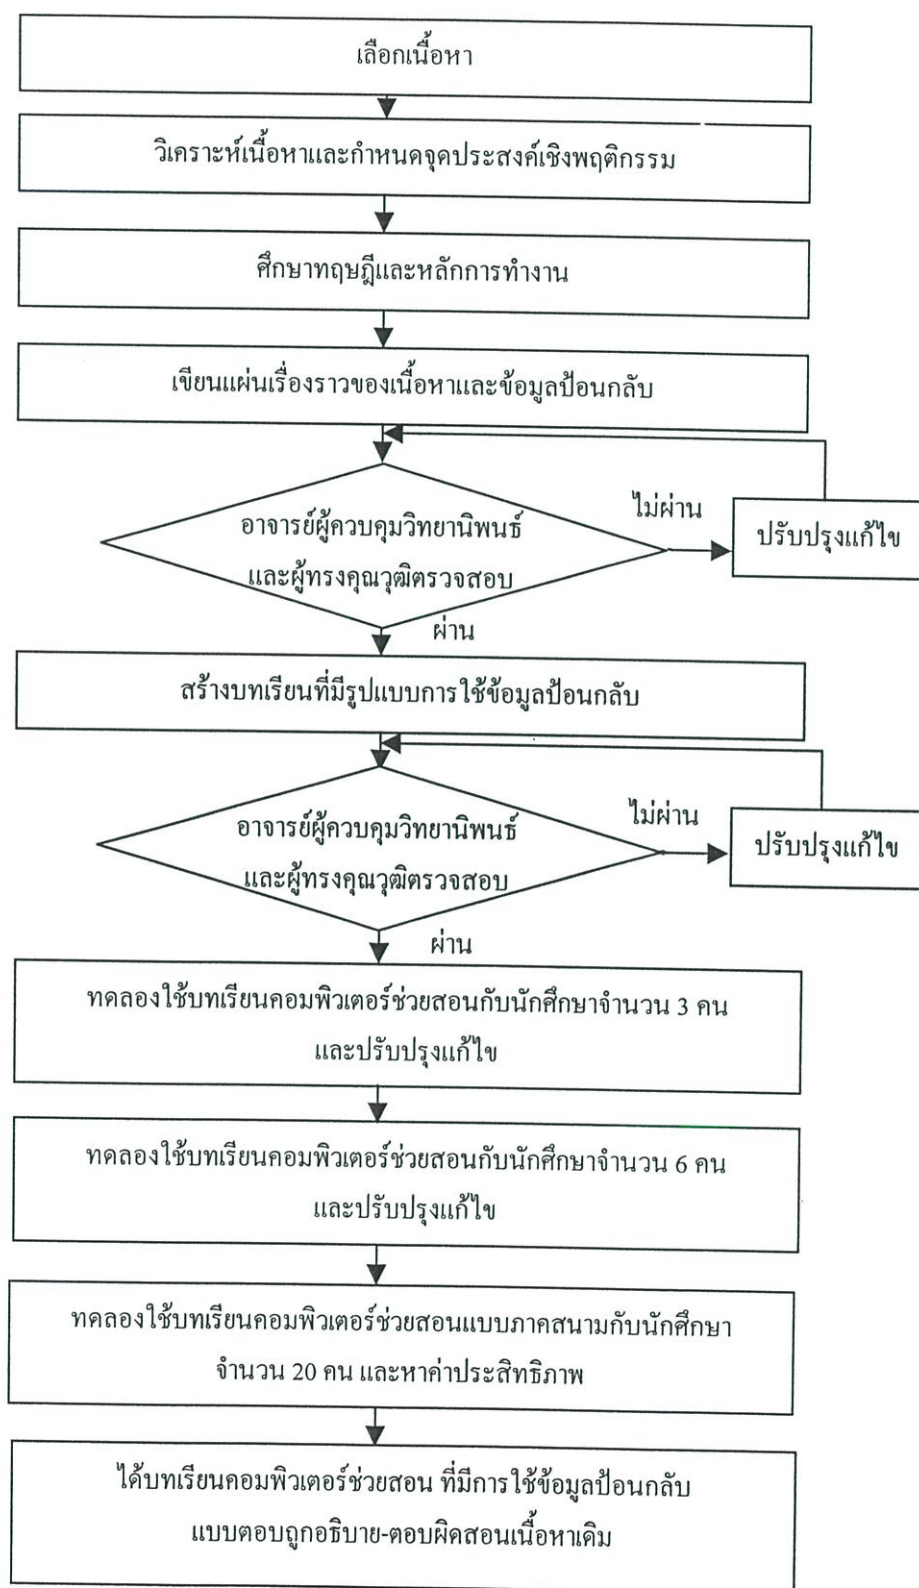 เลือกเนื้อหา
วิเคราะห์เนื้อหาและกำหนดจุดประสงค์เชิงพฤติกรรม
ศึกษาทฤษฎีและหลักการทำงาน
เขียนแผ่นเรื่องราวของเนื้อหาและข้อมูลป้อนกลับ
อาจารย์ผู้ควบคุมวิทยานิพนธ์
และผู้ทรงคุณวุฒิตรวจสอบ
ไม่ผ่าน
ปรับปรุงแก้ไข
ผ่าน
สร้างบทเรียนที่มีรูปแบบการใช้ข้อมูลป้อนกลับ
อาจารย์ผู้ควบคุมวิทยานิพนธ์
และผู้ทรงคุณวุฒิตรวจสอบ
ไม่ผ่าน
ปรับปรุงแก้ไข
ผ่าน
ทดลองใช้บทเรียนคอมพิวเตอร์ช่วยสอนกับนักศึกษาจำนวน 3 คน
และปรับปรุงแก้ไข
ทดลองใช้บทเรียนคอมพิวเตอร์ช่วยสอนกับนักศึกษาจำนวน 6 คน
และปรับปรุงแก้ไข
ทดลองใช้บทเรียนคอมพิวเตอร์ช่วยสอนแบบภาคสนามกับนักศึกษา
จำนวน 20 คน และหาค่าประสิทธิภาพ
ได้บทเรียนคอมพิวเตอร์ช่วยสอน ที่มีการใช้ข้อมูลป้อนกลับ
แบบตอบถูกอธิบาย-ตอบผิดสอนเนื้อหาเดิม